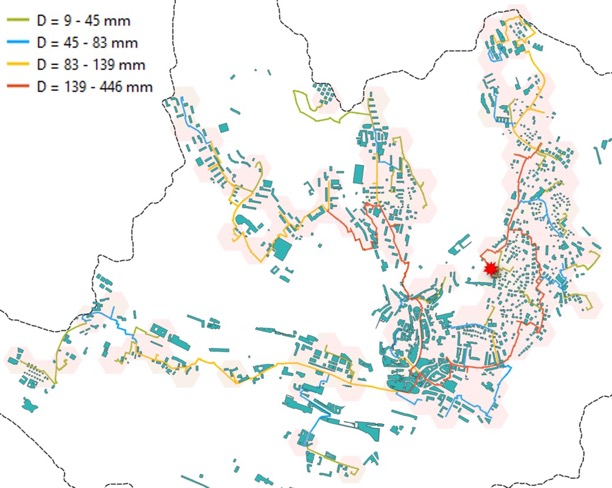 D = 9 - 45 mm
D = 45 - 83 mm
D = 83 - 139 mm
D = 139 - 446 mm